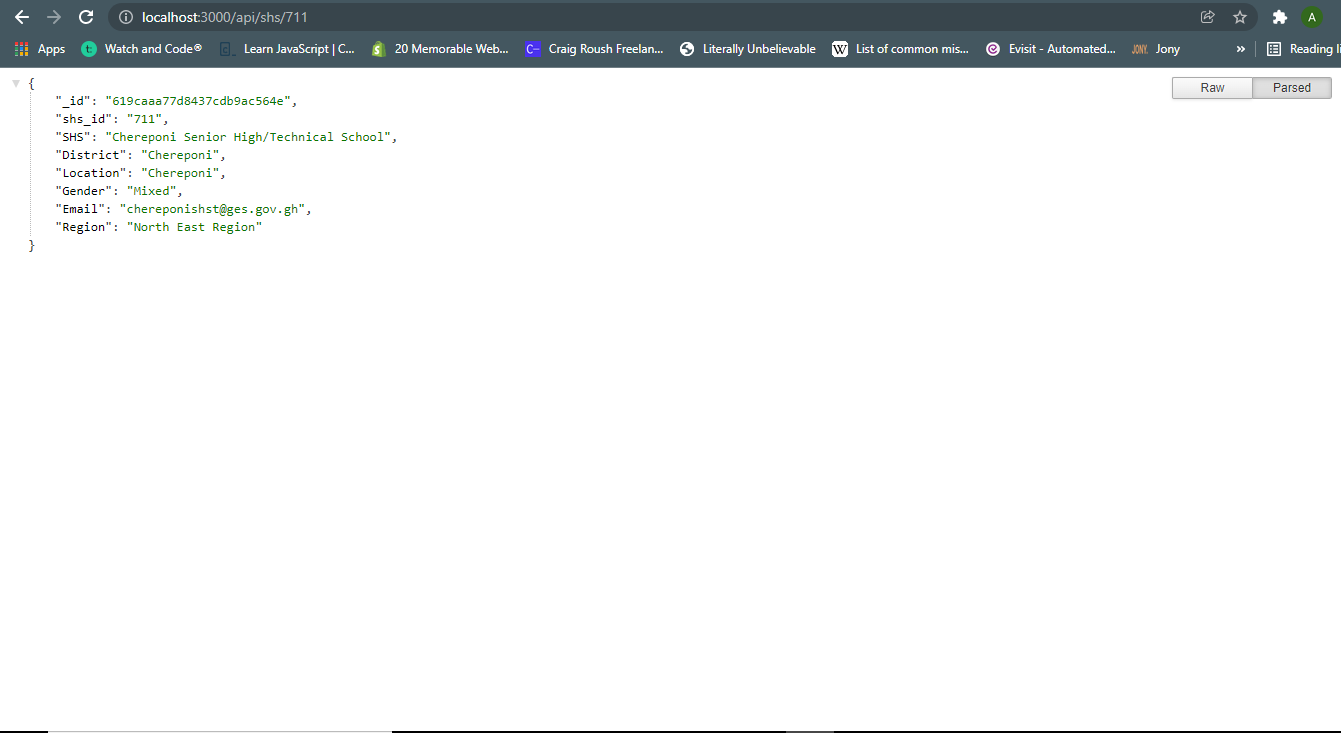 localhost:3000/api/shs/711
A
Apps
t Watch and Code®
C_ Learn JavaScript | C...
S 20 Memorable Web...
C— Craig Roush Freelan...
Literally Unbelievable
W List of common mis...
e Evisit - Automated...
JONY. Jony
»
Reading li
Raw Parsed
{
"_id": "619caaa77d8437cdb9ac564e",
"shs_id": "711",
"SHS": "Chereponi Senior High/Technical School",
"District": "Chereponi",
"Location": "Chereponi",
"Gender": "Mixed",
"Email": "chereponishst@ges.gov.gh",
"Region": "North East Region"
}